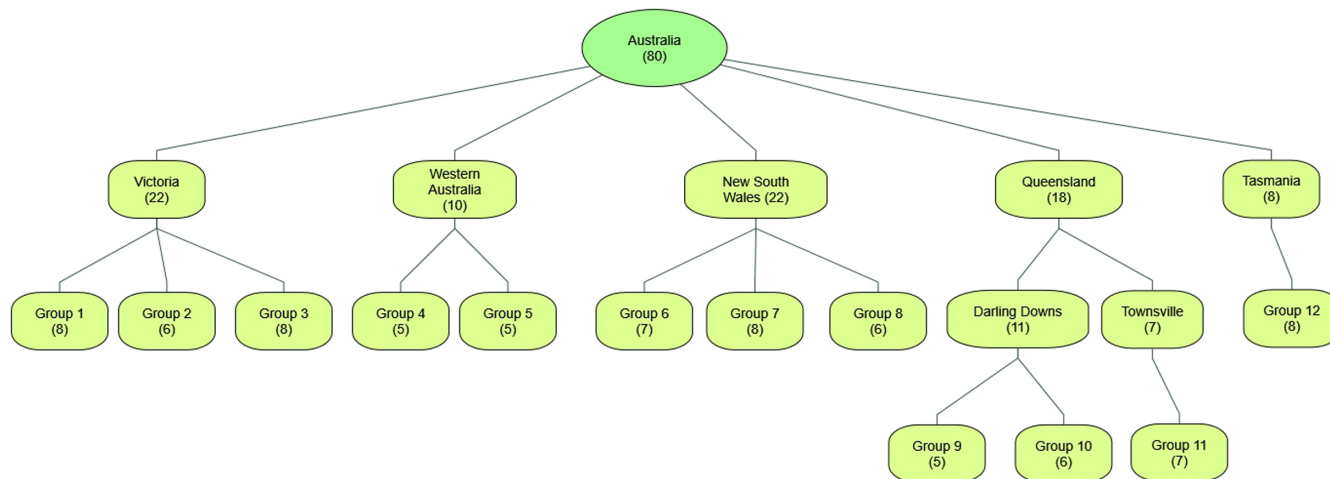 Australia
(80)
Victoria
(22)
Western
Australia
(10)
New South
Wales (22)
Queensland
(18)
Tasmania
(8)
Group 1
(8)
Group 2
(6)
Group 3
(8)
Group 4
(5)
Group 5
(5)
Group 6
(7)
Group 7
(8)
Group 8
(6)
Darling Downs
(11)
Townsville
(7)
Group 12
(8)
Group 9
(5)
Group 10
(6)
Group 11
(7)